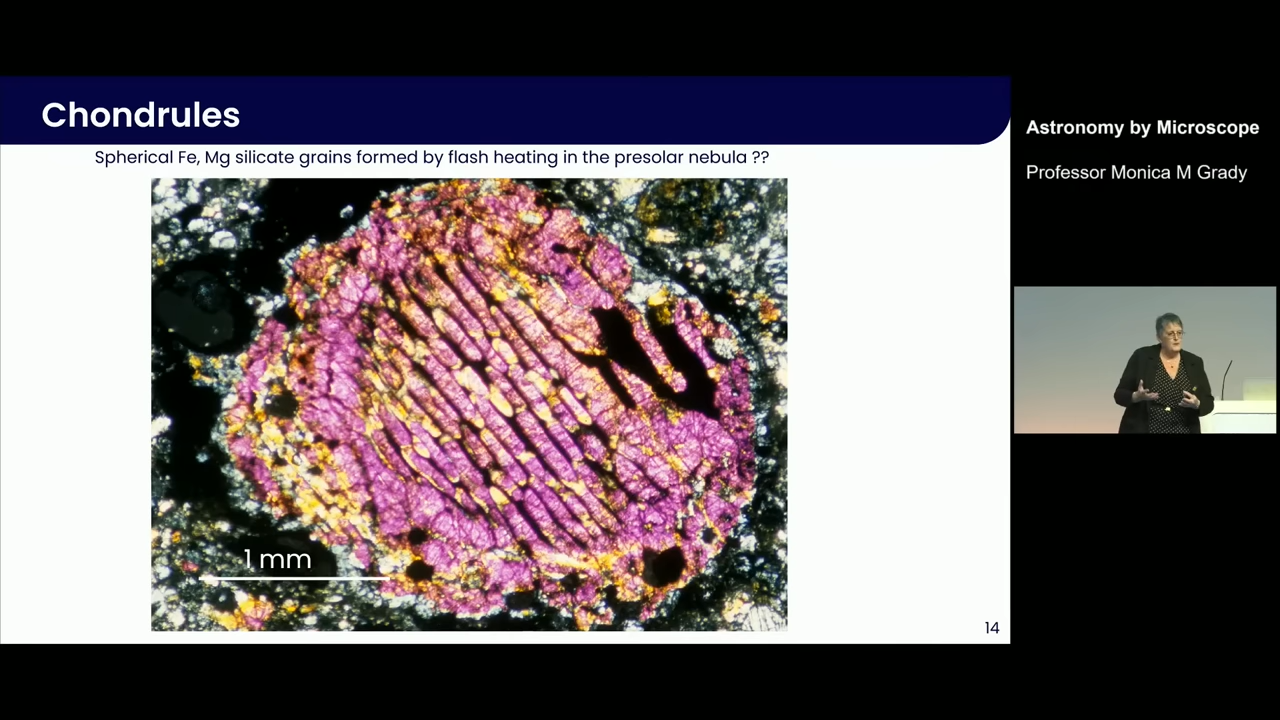 Chondrules
Spherical Fe, Mg silicate grains formed by flash heating in the presolar nebula ??
1 mm
14
Astronomy by Microscope
Professor Monica M Grady